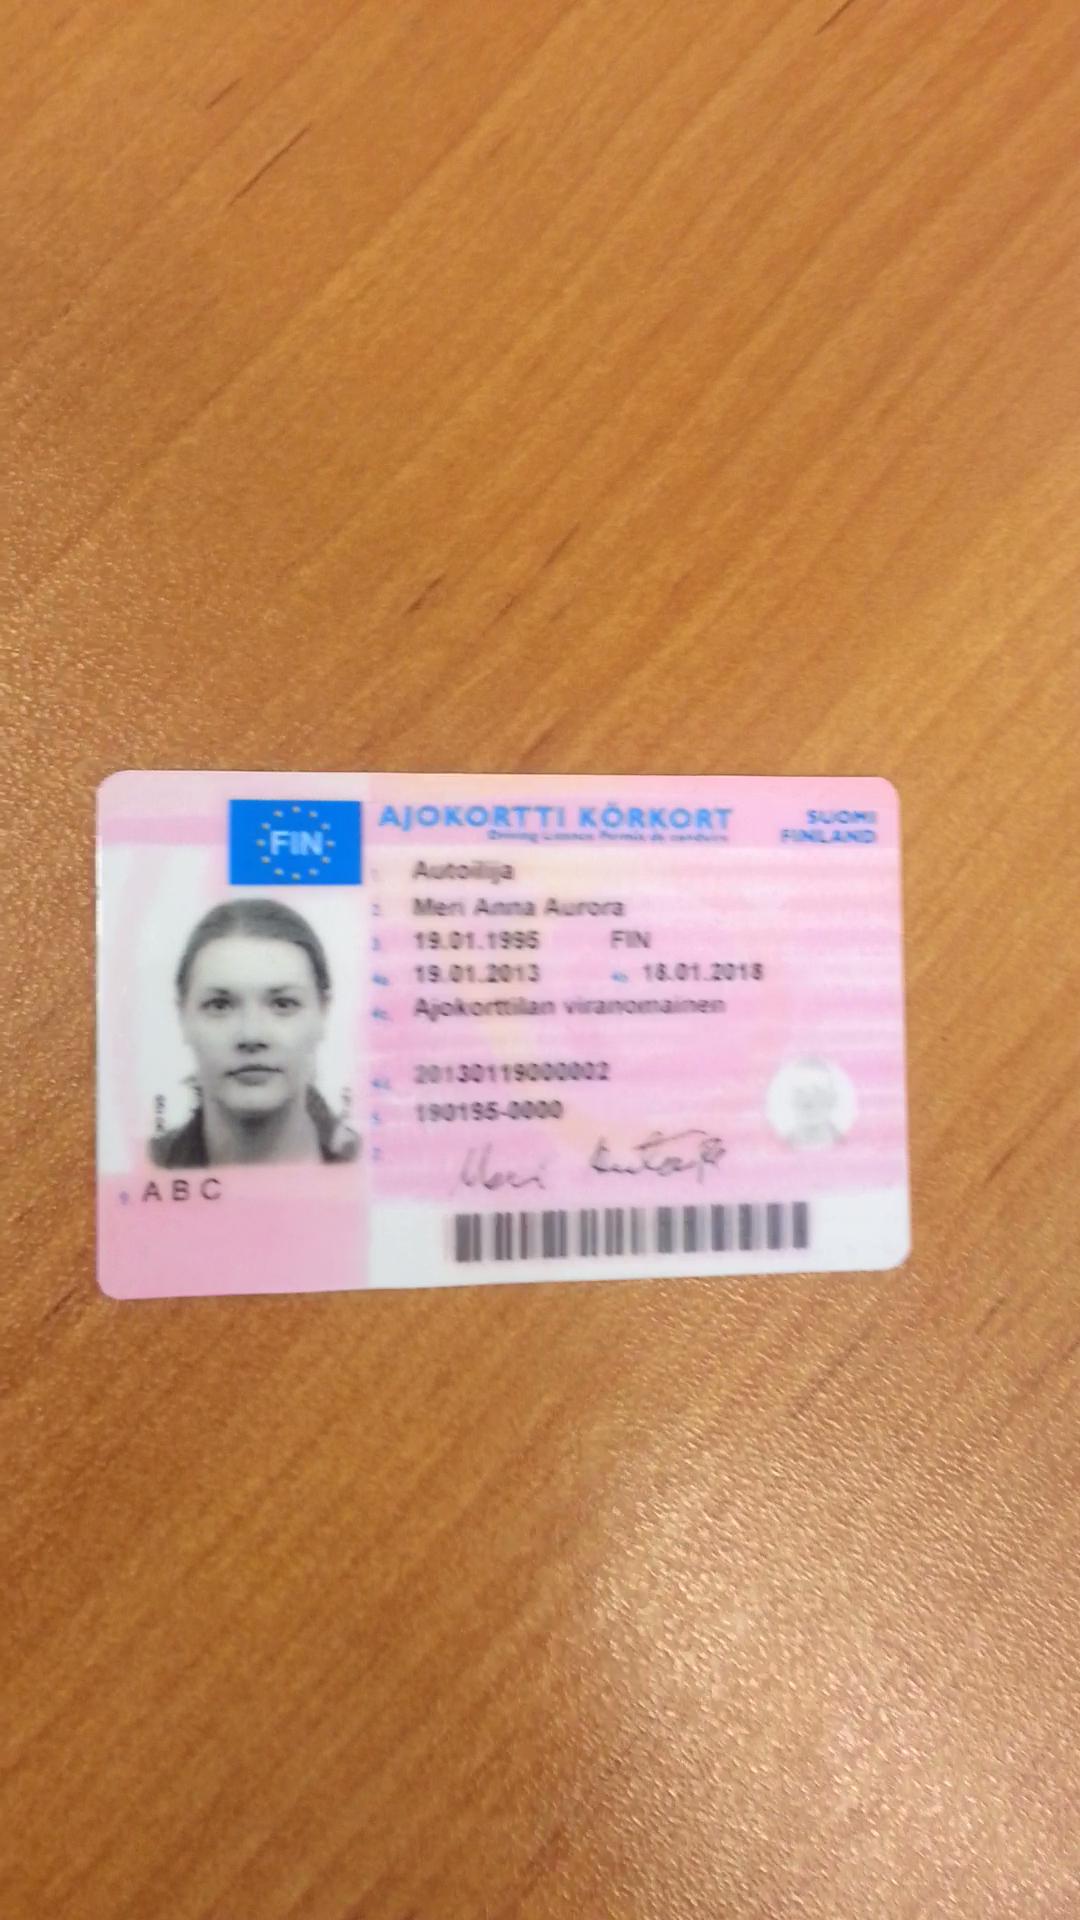 FIN
AJOKORTTI KÖRKORT
SUOMI
FINLAND
Driving Licence Permis de conduire
1. Autoilija
2. Meri Anna Aurora
3. 19.01.1995 FIN
4a. 19.01.2013 4b. 18.01.2018
4c. Ajokorttilan viranomainen
4d. 20130119000002
5. 190195-0000
7. Meri Autoilija
9. A B C